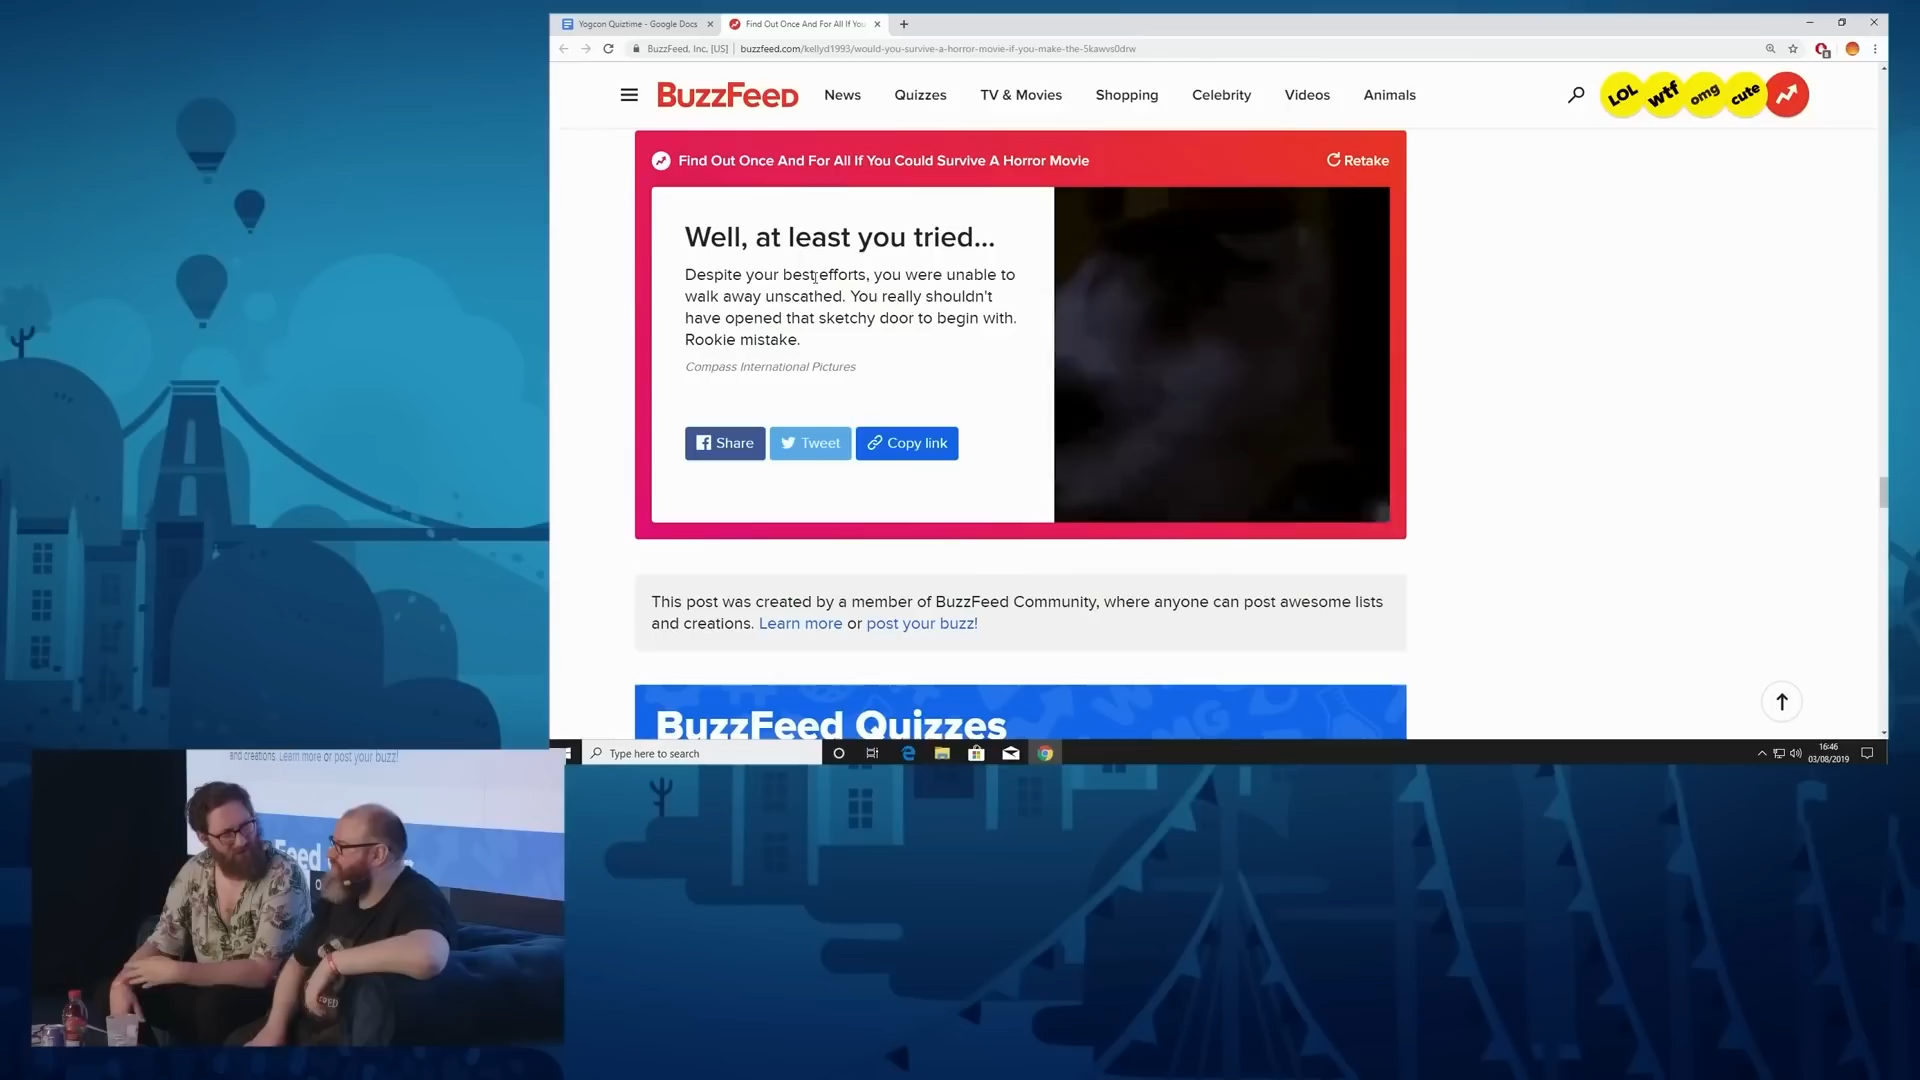 Yogcon Quiztime - Google Docs
Find Out Once And For All If You
BuzzFeed, Inc. [US] | buzzfeed.com/kellyd1993/would-you-survive-a-horror-movie-if-you-make-the-5kawvs0drw
BuzzFeed
News
Quizzes
TV & Movies
Shopping
Celebrity
Videos
Animals
LOL
wtf
omg
cute
Find Out Once And For All If You Could Survive A Horror Movie
Retake
Well, at least you tried...
Despite your best efforts, you were unable to
walk away unscathed. You really shouldn't
have opened that sketchy door to begin with.
Rookie mistake.
Compass International Pictures
Share
Tweet
Copy link
This post was created by a member of BuzzFeed Community, where anyone can post awesome lists
and creations. Learn more or post your buzz!
BuzzFeed Quizzes
Type here to search
16:46
03/08/2019
and creations. Learn more or post your buzz!
Feed